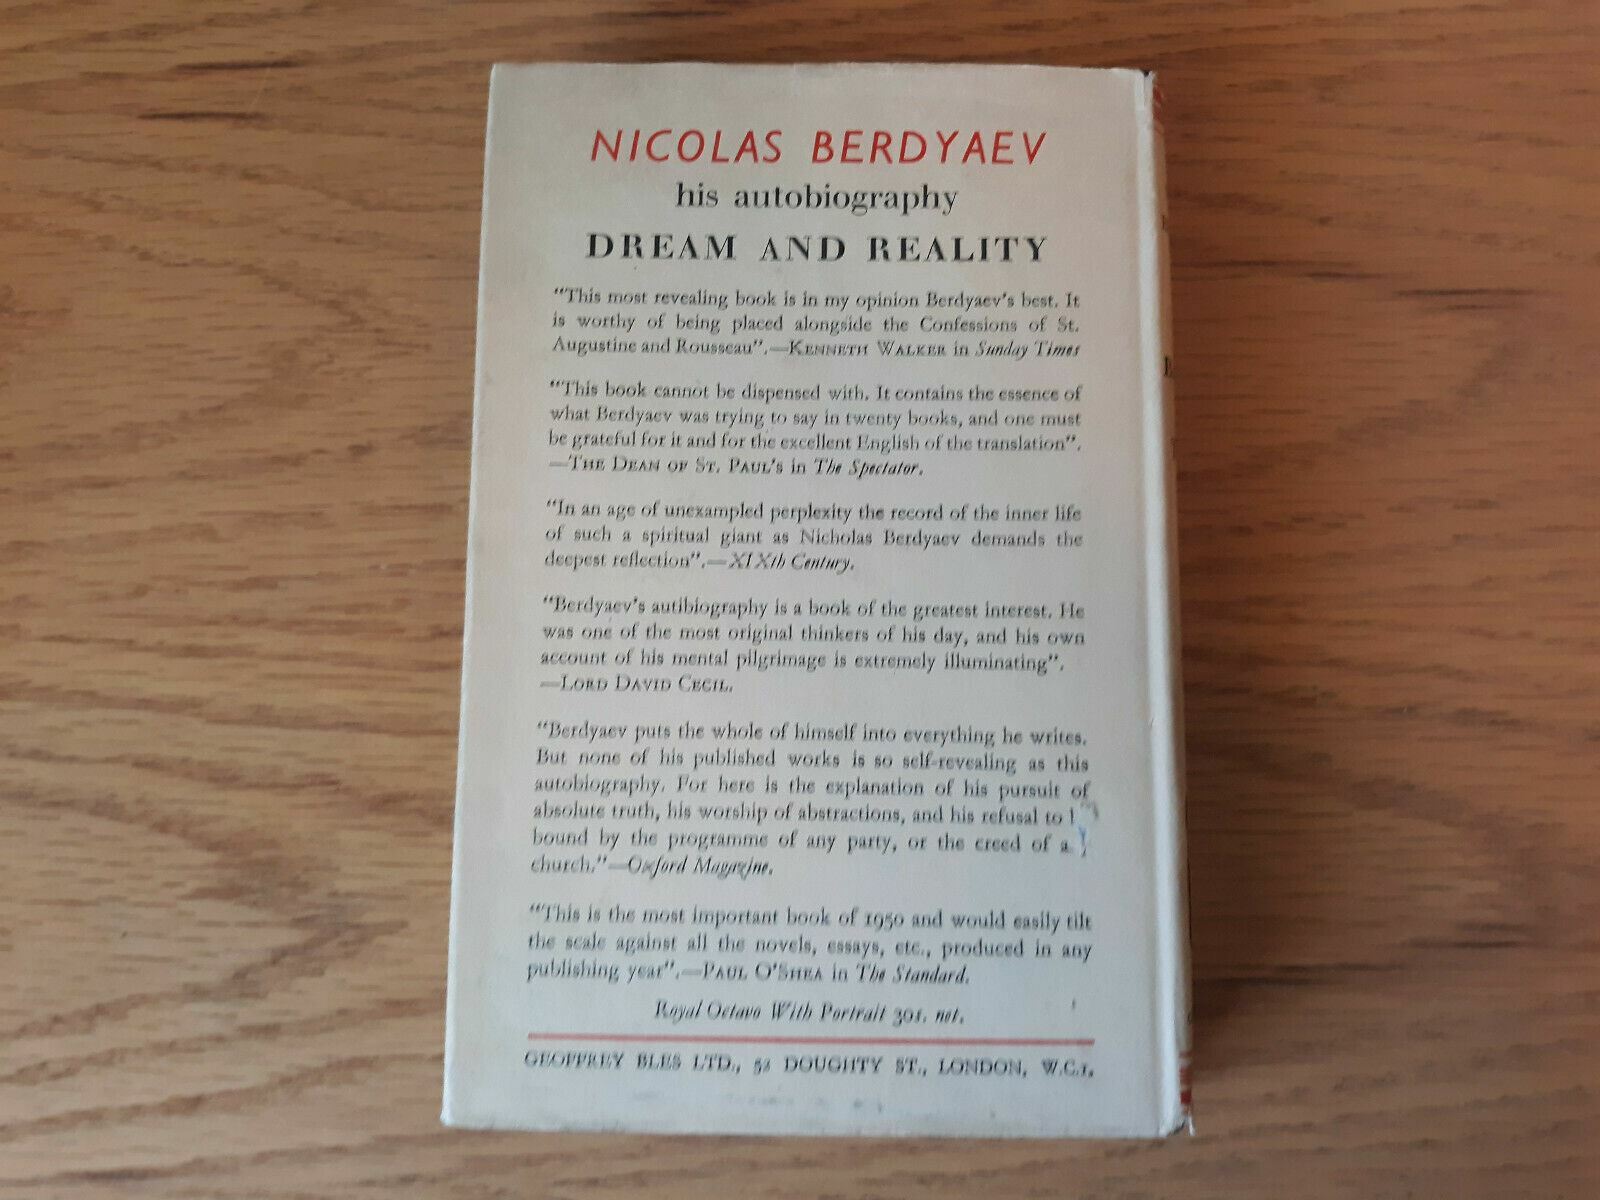 NICOLAS BERDYAEV
his autobiography
DREAM AND REALITY
"This most revealing book is in my opinion Berdyaev's best. It
is worthy of being placed alongside the Confessions of St.
Augustine and Rousseau".—KENNETH WALKER in Sunday Times
"This book cannot be dispensed with. It contains the essence of
what Berdyaev was trying to say in twenty books, and one must
be grateful for it and for the excellent English of the translation".
—THE DEAN OF ST. PAUL'S in The Spectator.
"In an age of unexampled perplexity the record of the inner life
of such a spiritual giant as Nicholas Berdyaev demands the
deepest reflection".—XIXth Century.
"Berdyaev's autibiography is a book of the greatest interest. He
was one of the most original thinkers of his day, and his own
account of his mental pilgrimage is extremely illuminating".
—LORD DAVID CECIL.
"Berdyaev puts the whole of himself into everything he writes.
But none of his published works is so self-revealing as this
autobiography. For here is the explanation of his pursuit of
absolute truth, his worship of abstractions, and his refusal to
bound by the programme of any party, or the creed of a
church."—Oxford Magazine.
"This is the most important book of 1950 and would easily tilt
the scale against all the novels, essays, etc., produced in any
publishing year".—PAUL O'SHEA in The Standard.
Royal Octavo With Portrait 30s. net.
GEOFFREY BLES LTD., 52 DOUGHTY ST., LONDON, W.C.1.